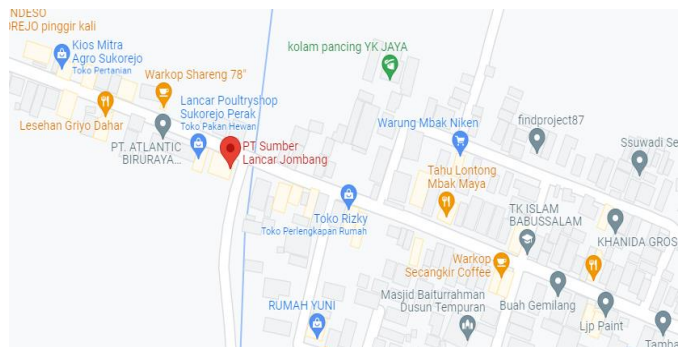 NDESO
OREJO pinggir kali
Kios Mitra
Agro Sukorejo
Toko Pertanian
kolam pancing YK JAYA
Warkop Shareng 78"
Lancar Poultryshop
Sukorejo Perak
Toko Pakan Hewan
Lesehan Griyo Dahar
PT. ATLANTIC
BIRURAYA...
PT Sumber
Lancar Jombang
Warung Mbak Niken
findproject87
Ssuwadi Se
Tahu Lontong
Mbak Maya
Toko Rizky
Toko Perlengkapan Rumah
TK ISLAM
BABUSSALAM
KHANIDA GROS
Warkop
Secangkir Coffee
Masjid Baiturrahman
Dusun Tempuran
Buah Gemilang
RUMAH YUNI
Ljp Paint
Tamba